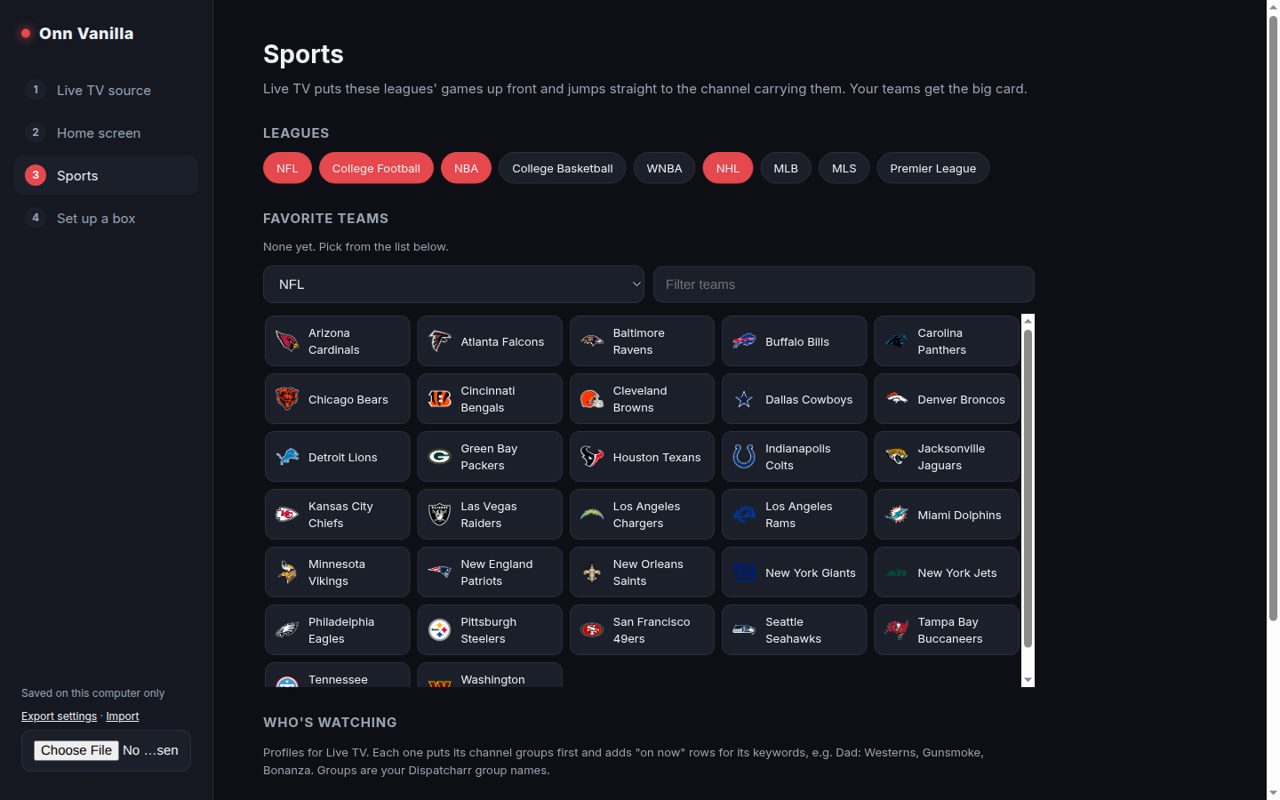 Onn Vanilla
1 Live TV source
2 Home screen
3 Sports
4 Set up a box
Saved on this computer only
Export settings · Import
Choose File No ...sen
Sports
Live TV puts these leagues' games up front and jumps straight to the channel carrying them. Your teams get the big card.
LEAGUES
NFL College Football NBA College Basketball WNBA NHL MLB MLS Premier League
FAVORITE TEAMS
None yet. Pick from the list below.
NFL
Filter teams
Arizona
Cardinals
Atlanta Falcons
Baltimore
Ravens
Buffalo Bills
Carolina
Panthers
Chicago Bears
Cincinnati
Bengals
Cleveland
Browns
Dallas Cowboys
Denver Broncos
Detroit Lions
Green Bay
Packers
Houston Texans
Indianapolis
Colts
Jacksonville
Jaguars
Kansas City
Chiefs
Las Vegas
Raiders
Los Angeles
Chargers
Los Angeles
Rams
Miami Dolphins
Minnesota
Vikings
New England
Patriots
New Orleans
Saints
New York Giants
New York Jets
Philadelphia
Eagles
Pittsburgh
Steelers
San Francisco
49ers
Seattle
Seahawks
Tampa Bay
Buccaneers
Tennessee
Washington
WHO'S WATCHING
Profiles for Live TV. Each one puts its channel groups first and adds "on now" rows for its keywords, e.g. Dad: Westerns, Gunsmoke,
Bonanza. Groups are your Dispatcharr group names.